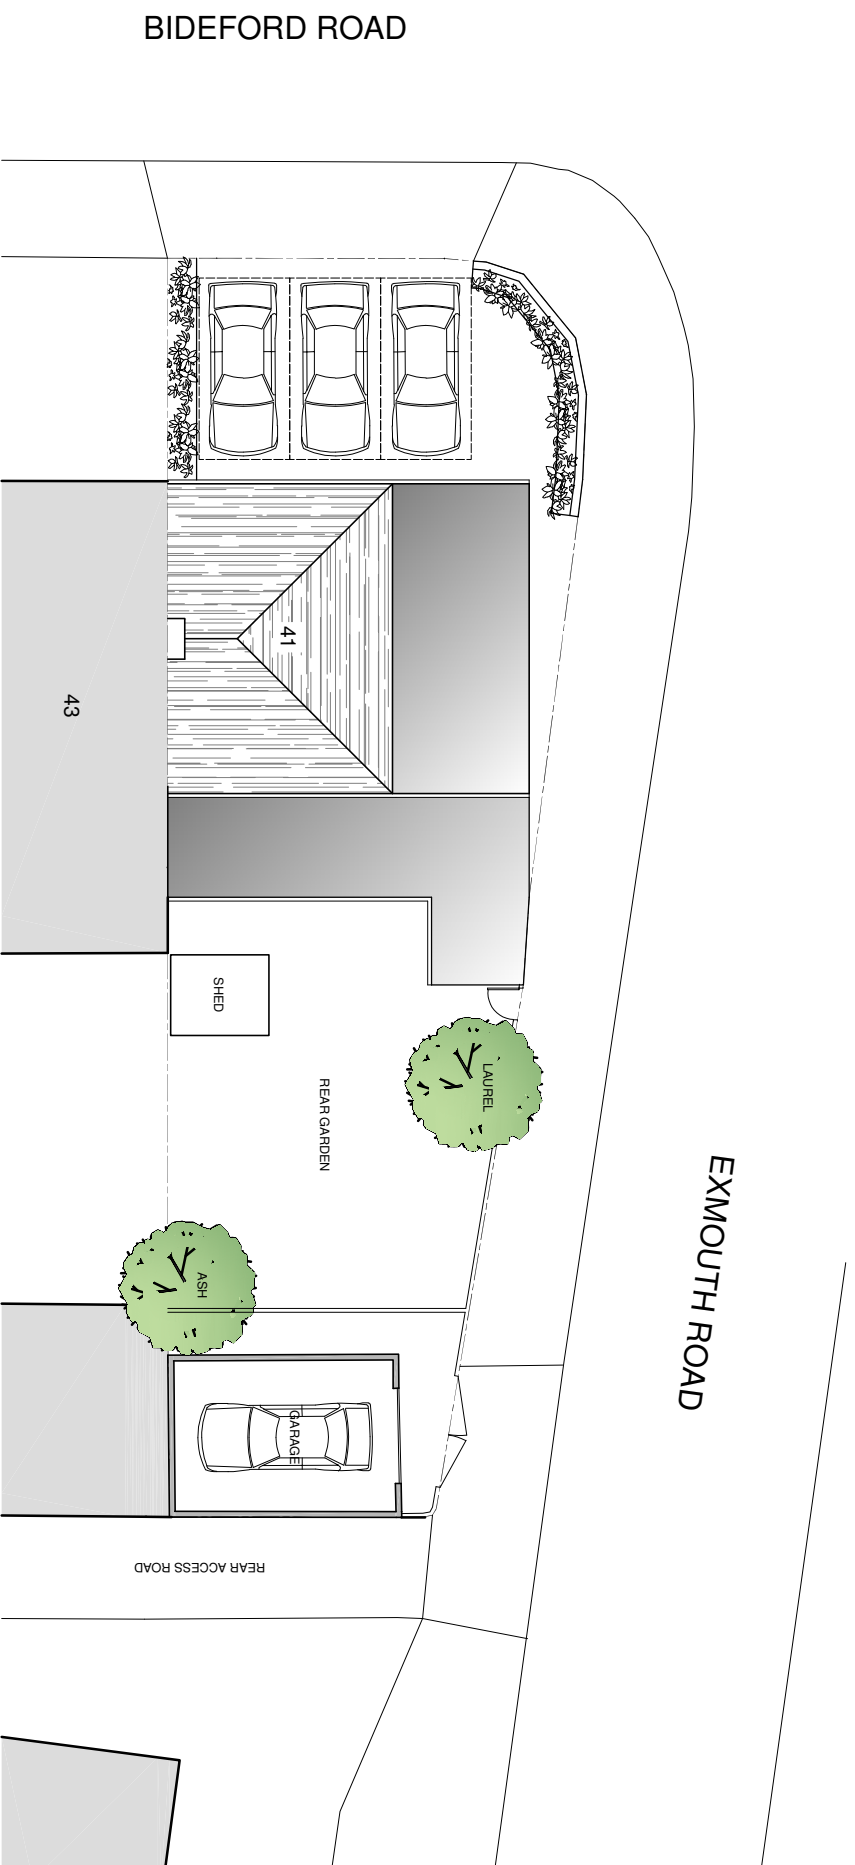 BIDEFORD ROAD
41
43
SHED
LAUREL
REAR GARDEN
EXMOUTH ROAD
ASH
GARAGE
REAR ACCESS ROAD